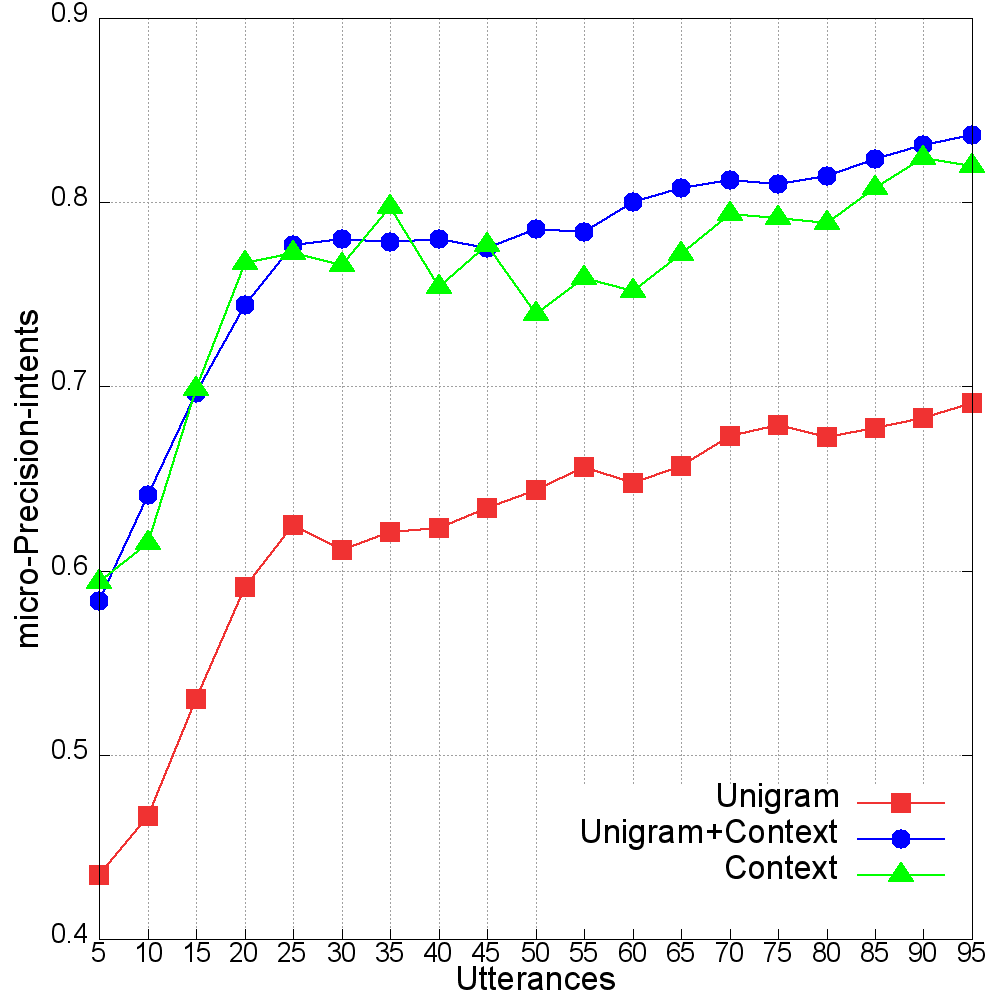 0.9
0.8
0.7
0.6
0.5
0.4
micro-Precision-intents
5 10 15 20 25 30 35 40 45 50 55 60 65 70 75 80 85 90 95
Utterances
Unigram
Unigram+Context
Context